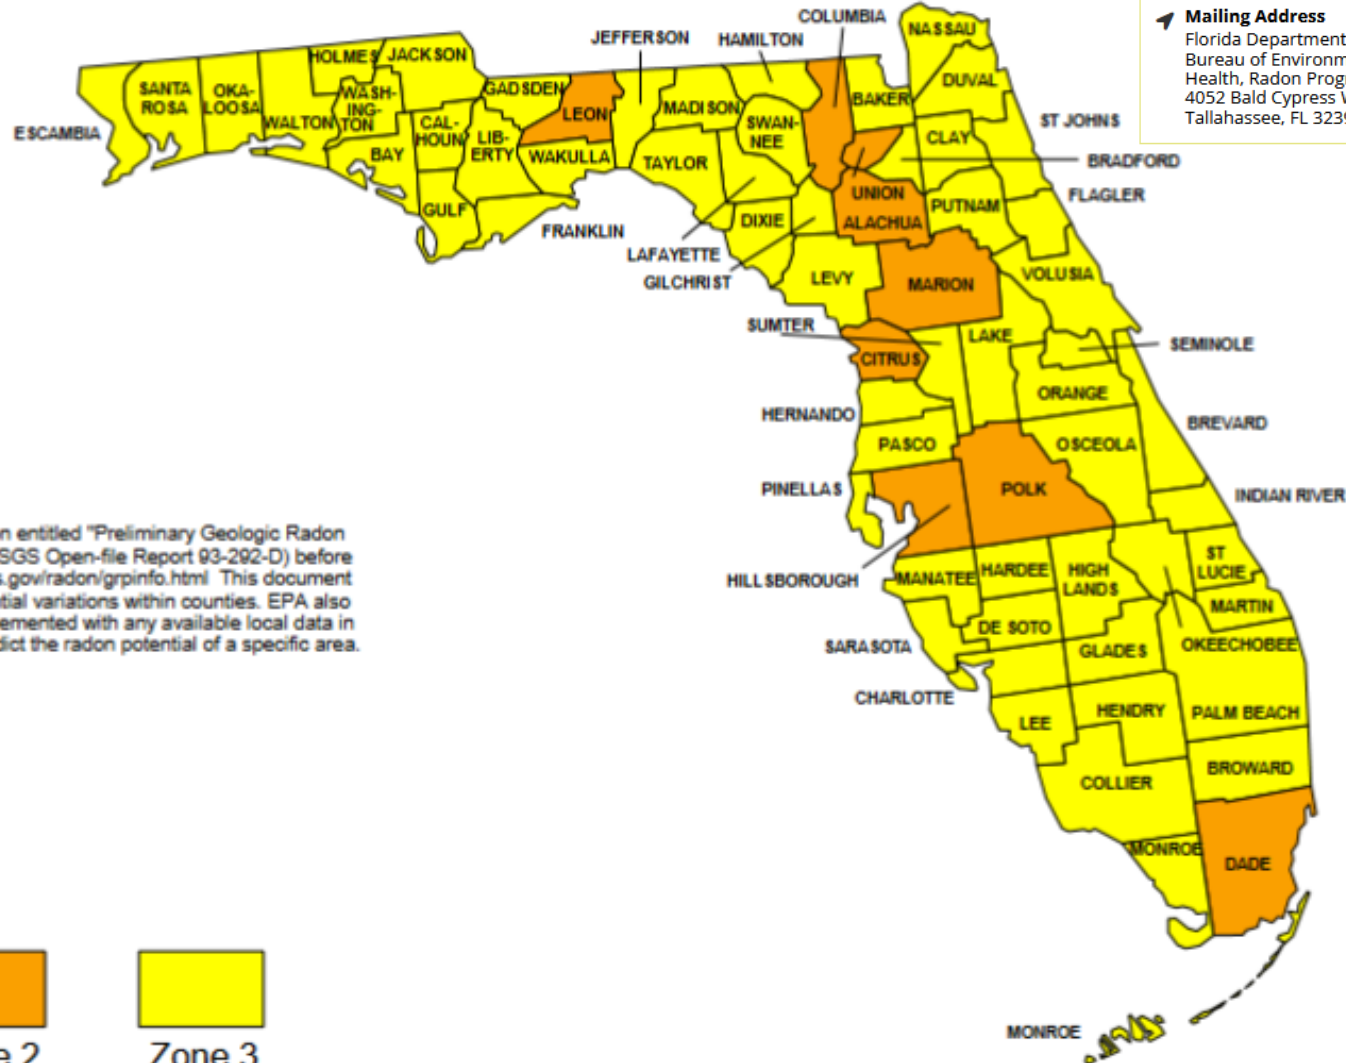 COLUMBIA
Mailing Address
NASSAU
JEFFERSON
HAMILTON
Florida Department
Bureau of Environm
HOLMES
JACKSON
Health, Radon Prog
DUVAL
4052 Bald Cypress W
SANTA
ROSA
OKA-
LOOSA
WASH-
ING-
TON
GADSDEN
BAKER
Tallahassee, FL 3239
WALTON
LEON
MADISON
SWAN-
NEE
ST JOHNS
ESCAMBIA
CAL-
HOUN
LIB-
ERTY
CLAY
BAY
WAKULLA
TAYLOR
BRADFORD
UNION
FLAGLER
GULF
PUTNAM
DIXIE
ALACHUA
FRANKLIN
LAFAYETTE
GILCHRIST
LEVY
MARION
VOLUSIA
SUMTER
LAKE
SEMINOLE
CITRUS
ORANGE
HERNANDO
BREVARD
PASCO
OSCEOLA
PINELLAS
POLK
INDIAN RIVER
n entitled "Preliminary Geologic Radon
SGS Open-file Report 93-292-D) before
s.gov/radon/grpinfo.html This document
tial variations within counties. EPA also
emented with any available local data in
dict the radon potential of a specific area.
HILLSBOROUGH
MANATEE
HARDEE
HIGH
LANDS
ST
LUCIE
MARTIN
DE SOTO
SARASOTA
GLADES
OKEECHOBEE
CHARLOTTE
LEE
HENDRY
PALM BEACH
BROWARD
COLLIER
MONROE
DADE
MONROE
e 2
Zone 3